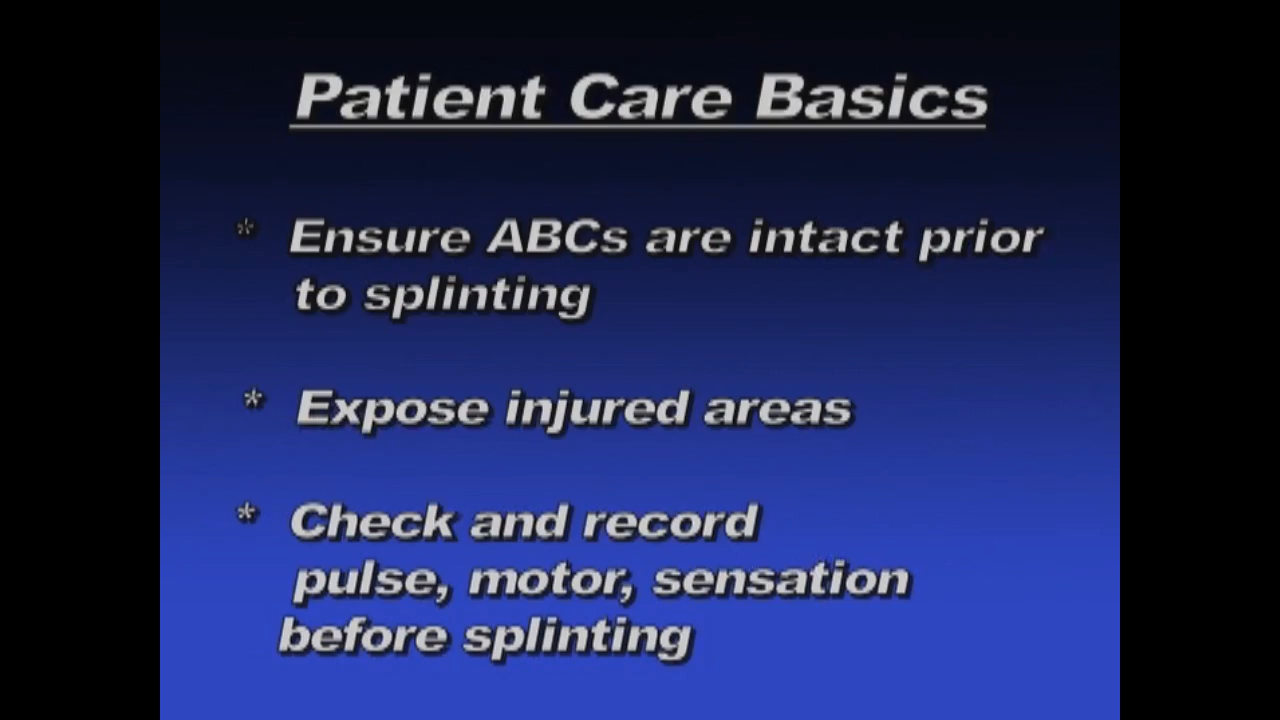 Patient Care Basics
* Ensure ABCs are intact prior
to splinting
* Expose injured areas
* Check and record
pulse, motor, sensation
before splinting